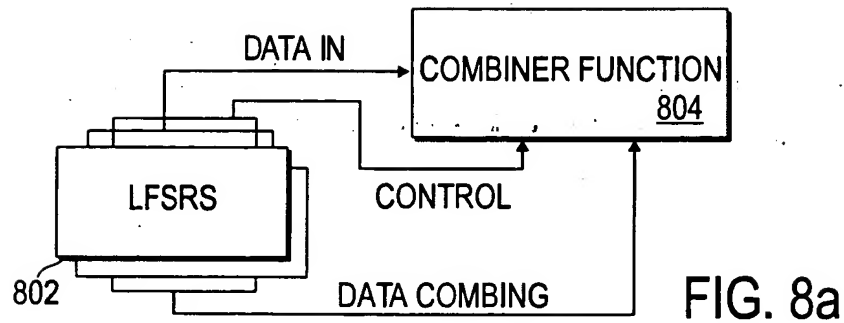 DATA IN
COMBINER FUNCTION
804
LFSRS
CONTROL
802
DATA COMBING
FIG. 8a